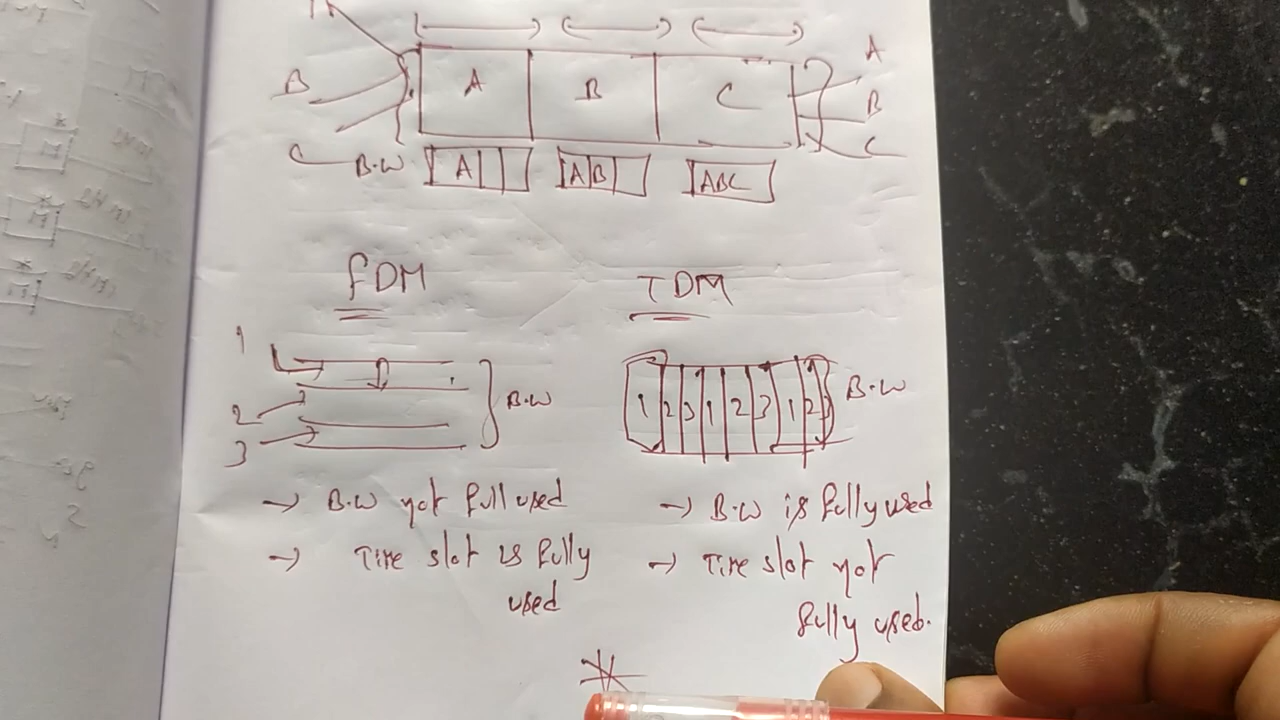 A B C A
B B
C B.W A A B ABC C
FDM TDM
1
2 B.W 1 2 3 1 2 3 1 2 3 B.W
3
→ B.W not full used → B.W is fully used
→ Time slot is fully → Time slot not
used fully used.